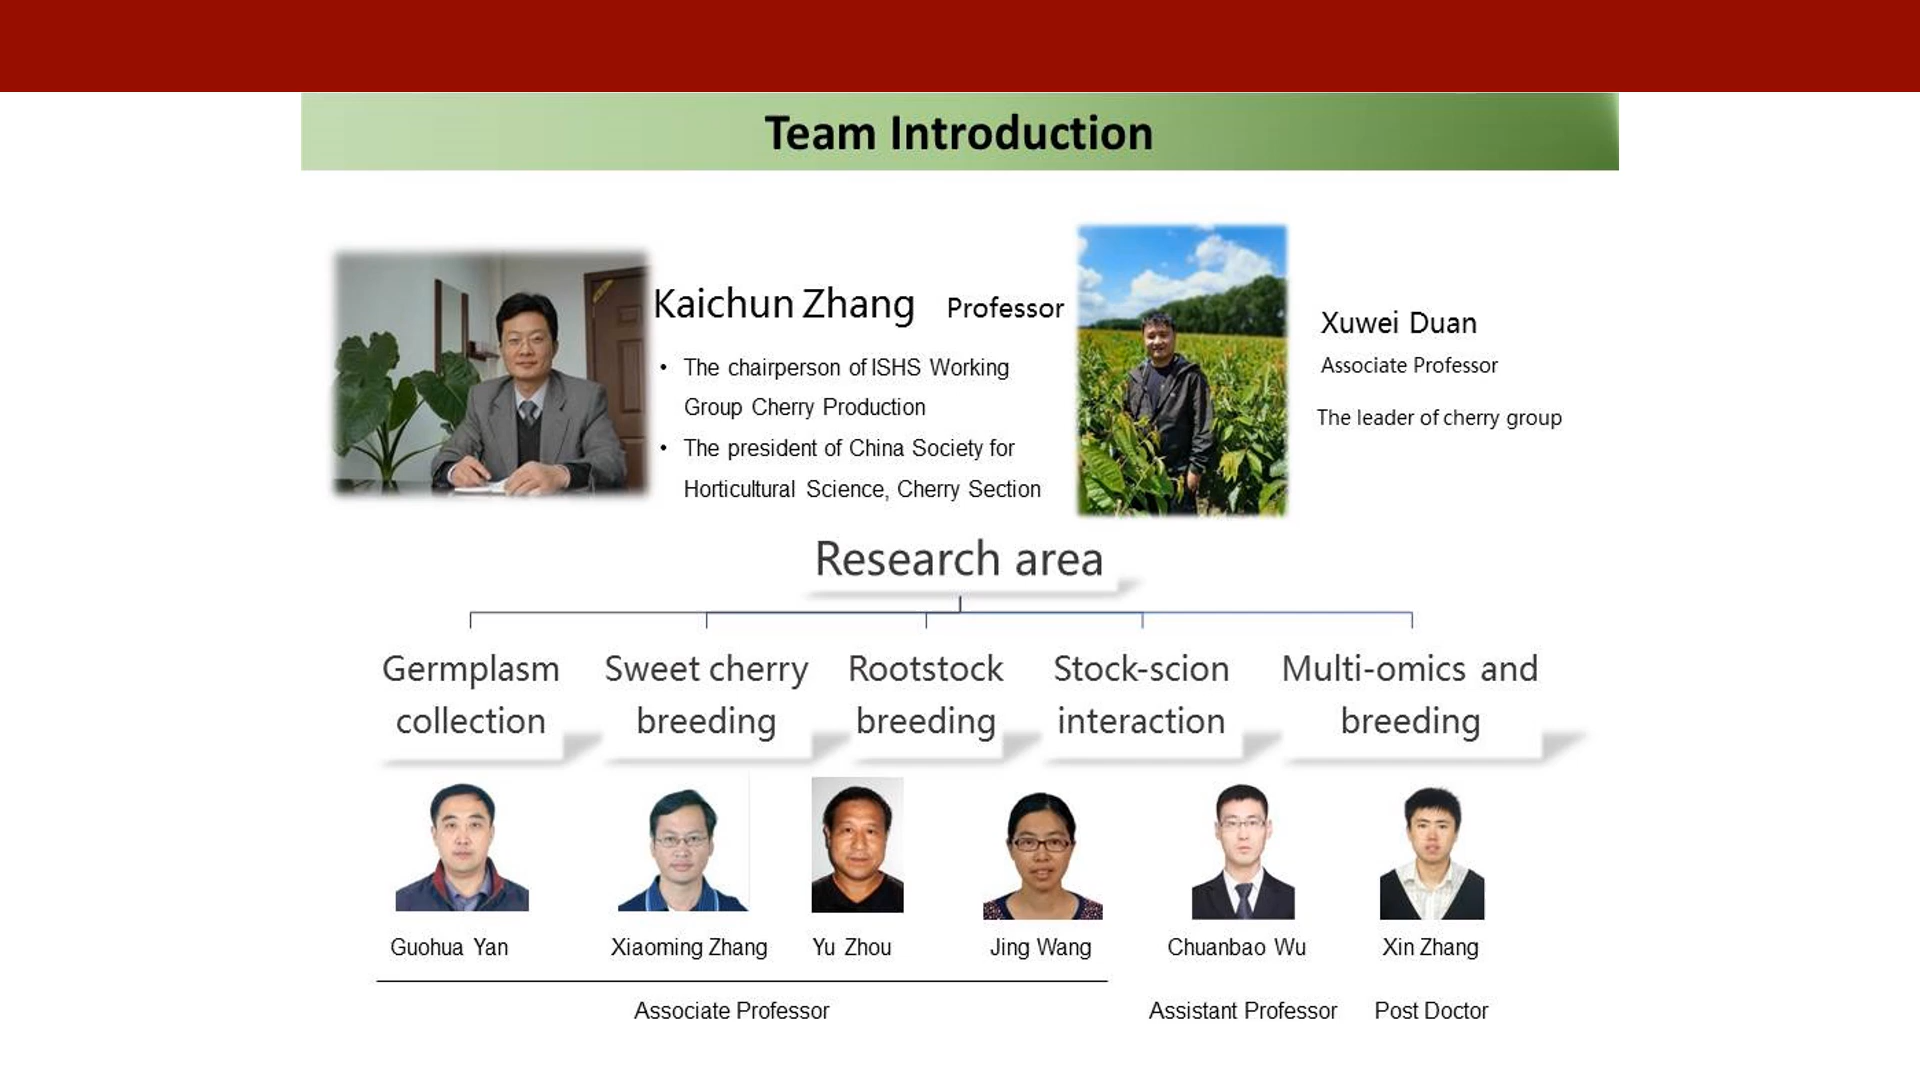 Team Introduction
Kaichun Zhang Professor
• The chairperson of ISHS Working
Group Cherry Production
• The president of China Society for
Horticultural Science, Cherry Section
Xuwei Duan
Associate Professor
The leader of cherry group
Research area
Germplasm
collection
Sweet cherry
breeding
Rootstock
breeding
Stock-scion
interaction
Multi-omics and
breeding
Guohua Yan
Xiaoming Zhang
Yu Zhou
Jing Wang
Chuanbao Wu
Xin Zhang
Associate Professor
Assistant Professor
Post Doctor